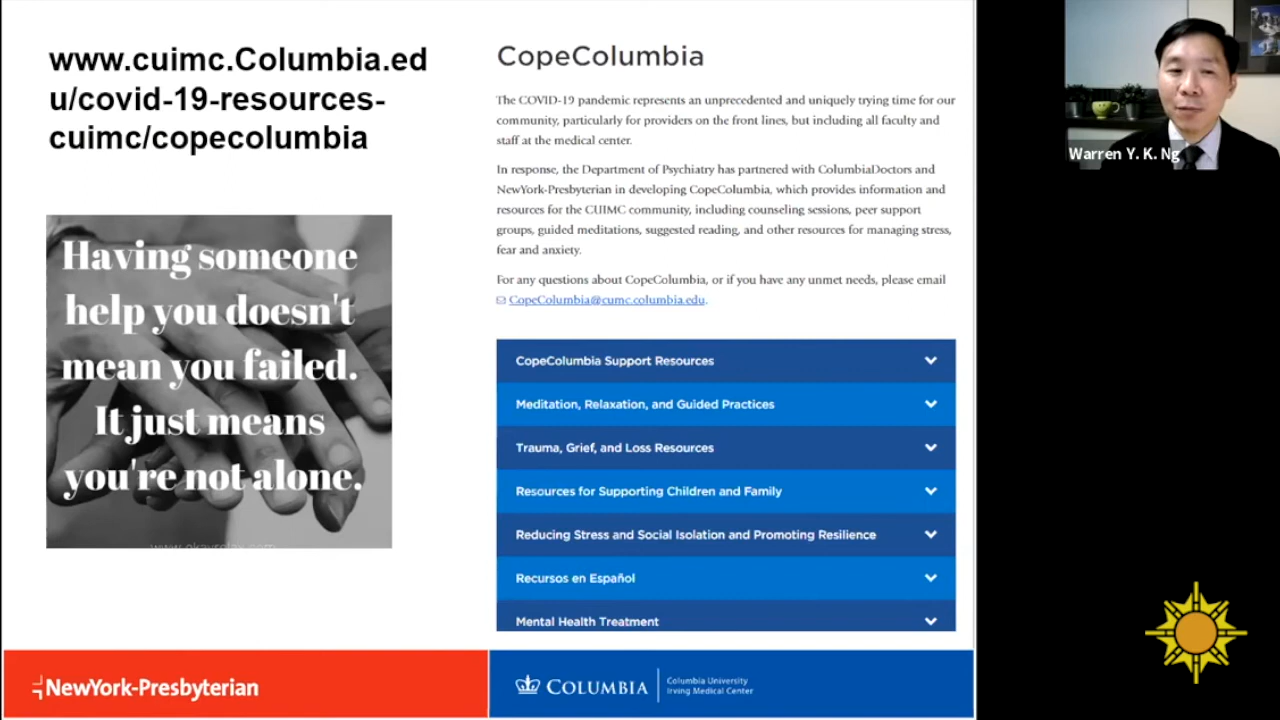 www.cuimc.Columbia.ed
u/covid-19-resources-
cuimc/copecolumbia
Having someone
help you doesn't
mean you failed.
It just means
you're not alone.
CopeColumbia
The COVID-19 pandemic represents an unprecedented and uniquely trying time for our
community, particularly for providers on the front lines, but including all faculty and
staff at the medical center.
In response, the Department of Psychiatry has partnered with ColumbiaDoctors and
NewYork-Presbyterian in developing CopeColumbia, which provides information and
resources for the CUIMC community, including counseling sessions, peer support
groups, guided meditations, suggested reading, and other resources for managing stress,
fear and anxiety.
For any questions about CopeColumbia, or if you have any unmet needs, please email
CopeColumbia@cumc.columbia.edu.
CopeColumbia Support Resources
Meditation, Relaxation, and Guided Practices
Trauma, Grief, and Loss Resources
Resources for Supporting Children and Family
Reducing Stress and Social Isolation and Promoting Resilience
Recursos en Español
Mental Health Treatment
NewYork-Presbyterian
COLUMBIA
Columbia University
Irving Medical Center
Warren Y. K. Ng